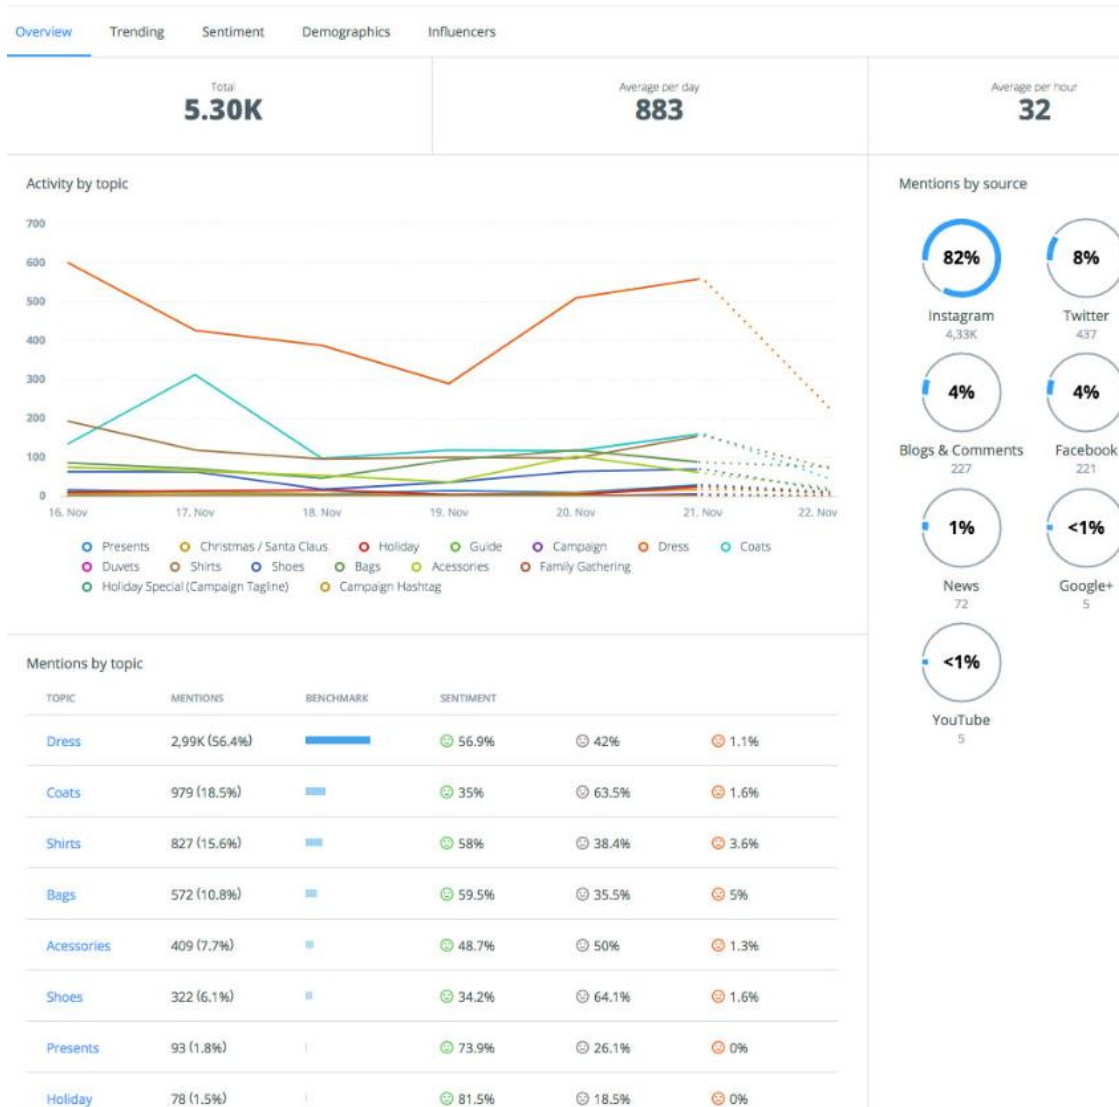 Overview Trending Sentiment Demographics Influencers
Total
5.30K
Average per day
883
Average per hour
32
Activity by topic
700
600
500
400
300
200
100
0
16. Nov 17. Nov 18. Nov 19. Nov 20. Nov 21. Nov 22. Nov
Presents Christmas / Santa Claus Holiday Guide Campaign Dress Coats
Duvets Shirts Shoes Bags Acessories Family Gathering
Holiday Special (Campaign Tagline) Campaign Hashtag
Mentions by source
82% 8%
Instagram Twitter
4,33K 437
4% 4%
Blogs & Comments Facebook
227 221
1% <1%
News Google+
72 5
<1%
YouTube
5
Mentions by topic
TOPIC MENTIONS BENCHMARK SENTIMENT
Dress 2,99K (56.4%) 56.9% 42% 1.1%
Coats 979 (18.5%) 35% 63.5% 1.6%
Shirts 827 (15.6%) 58% 38.4% 3.6%
Bags 572 (10.8%) 59.5% 35.5% 5%
Acessories 409 (7.7%) 48.7% 50% 1.3%
Shoes 322 (6.1%) 34.2% 64.1% 1.6%
Presents 93 (1.8%) 73.9% 26.1% 0%
Holiday 78 (1.5%) 81.5% 18.5% 0%